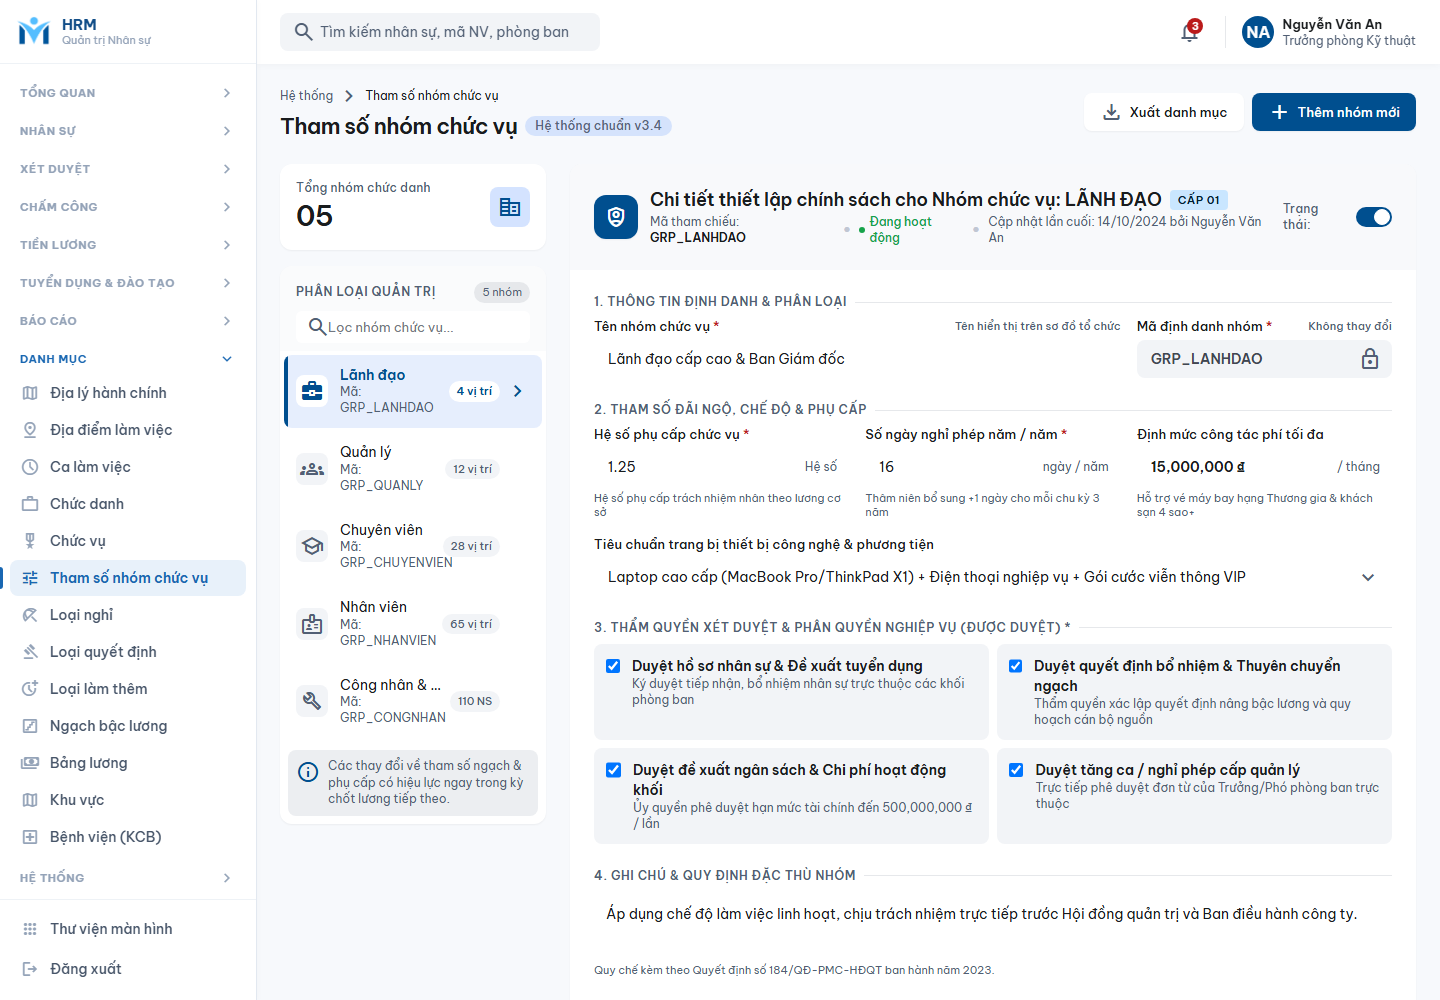 HRM
Quản trị Nhân sự
Tìm kiếm nhân sự, mã NV, phòng ban
3
NA
Nguyễn Văn An
Trưởng phòng Kỹ thuật
TỔNG QUAN
NHÂN SỰ
XÉT DUYỆT
CHẤM CÔNG
TIỀN LƯƠNG
TUYỂN DỤNG & ĐÀO TẠO
BÁO CÁO
DANH MỤC
Địa lý hành chính
Địa điểm làm việc
Ca làm việc
Chức danh
Chức vụ
Tham số nhóm chức vụ
Loại nghỉ
Loại quyết định
Loại làm thêm
Ngạch bậc lương
Bảng lương
Khu vực
Bệnh viện (KCB)
HỆ THỐNG
Thư viện màn hình
Đăng xuất
Hệ thống
Tham số nhóm chức vụ
Tham số nhóm chức vụ
Hệ thống chuẩn v3.4
Xuất danh mục
Thêm nhóm mới
Tổng nhóm chức danh
05
PHÂN LOẠI QUẢN TRỊ
5 nhóm
Lọc nhóm chức vụ...
Lãnh đạo
Mã:
GRP_LANHDAO
4 vị trí
Quản lý
Mã:
GRP_QUANLY
12 vị trí
Chuyên viên
Mã:
GRP_CHUYENVIEN
28 vị trí
Nhân viên
Mã:
GRP_NHANVIEN
65 vị trí
Công nhân & ...
Mã:
GRP_CONGNHAN
110 NS
Các thay đổi về tham số ngạch &
phụ cấp có hiệu lực ngay trong kỳ
chốt lương tiếp theo.
Chi tiết thiết lập chính sách cho Nhóm chức vụ: LÃNH ĐẠO
CẤP 01
Mã tham chiếu:
GRP_LANHDAO
Đang hoạt
động
Cập nhật lần cuối: 14/10/2024 bởi Nguyễn Văn
An
Trạng
thái:
1. THÔNG TIN ĐỊNH DANH & PHÂN LOẠI
Tên nhóm chức vụ *
Tên hiển thị trên sơ đồ tổ chức
Lãnh đạo cấp cao & Ban Giám đốc
Mã định danh nhóm *
Không thay đổi
GRP_LANHDAO
2. THAM SỐ ĐÃI NGỘ, CHẾ ĐỘ & PHỤ CẤP
Hệ số phụ cấp chức vụ *
1.25
Hệ số
Hệ số phụ cấp trách nhiệm nhân theo lương cơ
sở
Số ngày nghỉ phép năm / năm *
16
ngày / năm
Thâm niên bổ sung +1 ngày cho mỗi chu kỳ 3
năm
Định mức công tác phí tối đa
15,000,000 ₫
/ tháng
Hỗ trợ vé máy bay hạng Thương gia & khách
sạn 4 sao+
Tiêu chuẩn trang bị thiết bị công nghệ & phương tiện
Laptop cao cấp (MacBook Pro/ThinkPad X1) + Điện thoại nghiệp vụ + Gói cước viễn thông VIP
3. THẨM QUYỀN XÉT DUYỆT & PHÂN QUYỀN NGHIỆP VỤ (ĐƯỢC DUYỆT) *
Duyệt hồ sơ nhân sự & Đề xuất tuyển dụng
Ký duyệt tiếp nhận, bổ nhiệm nhân sự trực thuộc các khối
phòng ban
Duyệt quyết định bổ nhiệm & Thuyên chuyển
ngạch
Thẩm quyền xác lập quyết định nâng bậc lương và quy
hoạch cán bộ nguồn
Duyệt đề xuất ngân sách & Chi phí hoạt động
khối
Ủy quyền phê duyệt hạn mức tài chính đến 500,000,000 ₫
/ lần
Duyệt tăng ca / nghỉ phép cấp quản lý
Trực tiếp phê duyệt đơn từ của Trưởng/Phó phòng ban trực
thuộc
4. GHI CHÚ & QUY ĐỊNH ĐẶC THÙ NHÓM
Áp dụng chế độ làm việc linh hoạt, chịu trách nhiệm trực tiếp trước Hội đồng quản trị và Ban điều hành công ty.
Quy chế kèm theo Quyết định số 184/QĐ-PMC-HĐQT ban hành năm 2023.